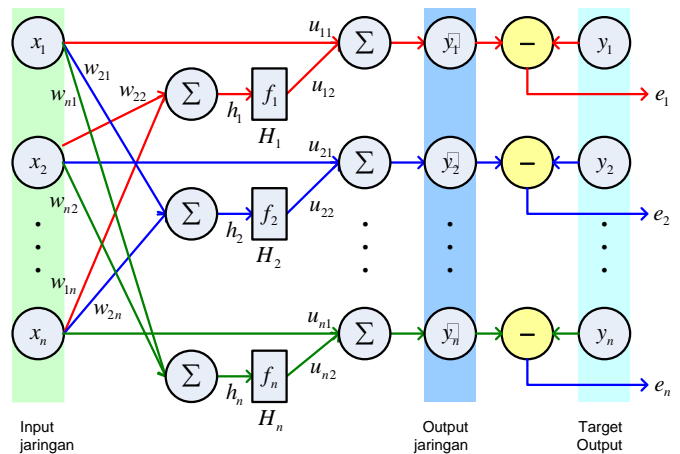 x1 u11 Σ ŷ1 − y1
w21 w22 wn1 Σ h1 f1 u12 e1
H1
x2 u21 Σ ŷ2 − y2
wn2 Σ h2 f2 u22 e2
H2
w1n w2n
xn un1 Σ ŷn − yn
Σ hn fn un2 en
Hn
Input
jaringan
Output
jaringan
Target
Output